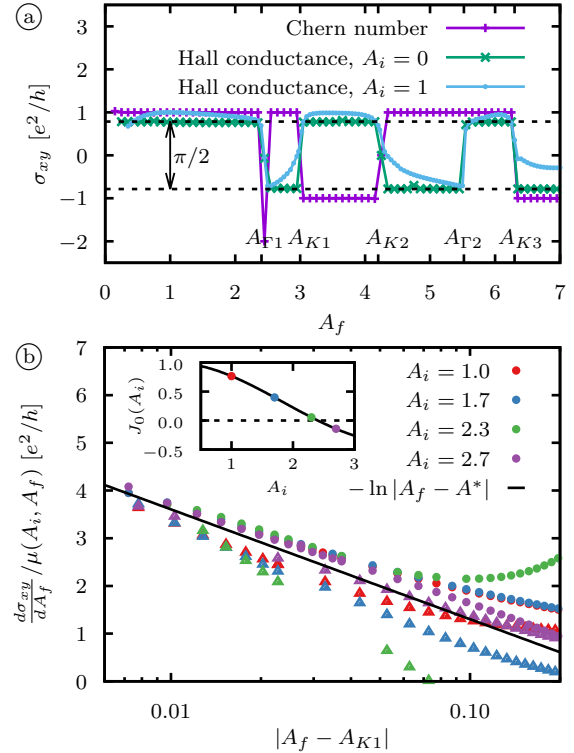 a
Chern number
Hall conductance, A_i = 0
Hall conductance, A_i = 1
σ_xy [e²/h]
2
1
0
−1
−2
π/2
A_Γ1 A_K1 A_K2 A_Γ2 A_K3
0 1 2 3 4 5 6 7
A_f
b
dσ_xy/dA_f /μ(A_i, A_f) [e²/h]
7
6
5
4
3
2
1
0
J_0(A_i)
1.0
0.5
0.0
−0.5
1 2 3
A_i
A_i = 1.0
A_i = 1.7
A_i = 2.3
A_i = 2.7
− ln |A_f − A*|
0.01 0.10
|A_f − A_K1|